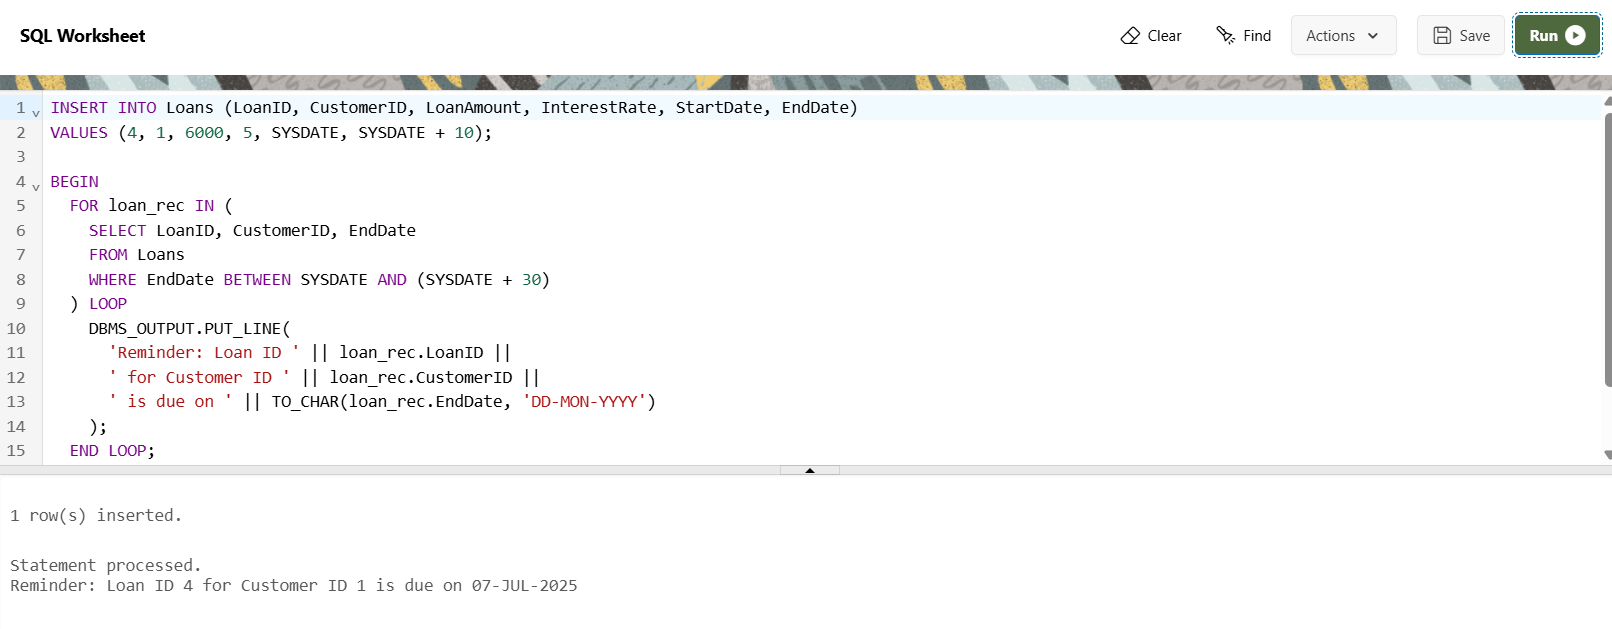 SQL Worksheet
Clear
Find
Actions
Save
Run
1 INSERT INTO Loans (LoanID, CustomerID, LoanAmount, InterestRate, StartDate, EndDate)
2 VALUES (4, 1, 6000, 5, SYSDATE, SYSDATE + 10);
3
4 BEGIN
5   FOR loan_rec IN (
6     SELECT LoanID, CustomerID, EndDate
7     FROM Loans
8     WHERE EndDate BETWEEN SYSDATE AND (SYSDATE + 30)
9   ) LOOP
10     DBMS_OUTPUT.PUT_LINE(
11       'Reminder: Loan ID ' || loan_rec.LoanID ||
12       ' for Customer ID ' || loan_rec.CustomerID ||
13       ' is due on ' || TO_CHAR(loan_rec.EndDate, 'DD-MON-YYYY')
14     );
15   END LOOP;
1 row(s) inserted.
Statement processed.
Reminder: Loan ID 4 for Customer ID 1 is due on 07-JUL-2025